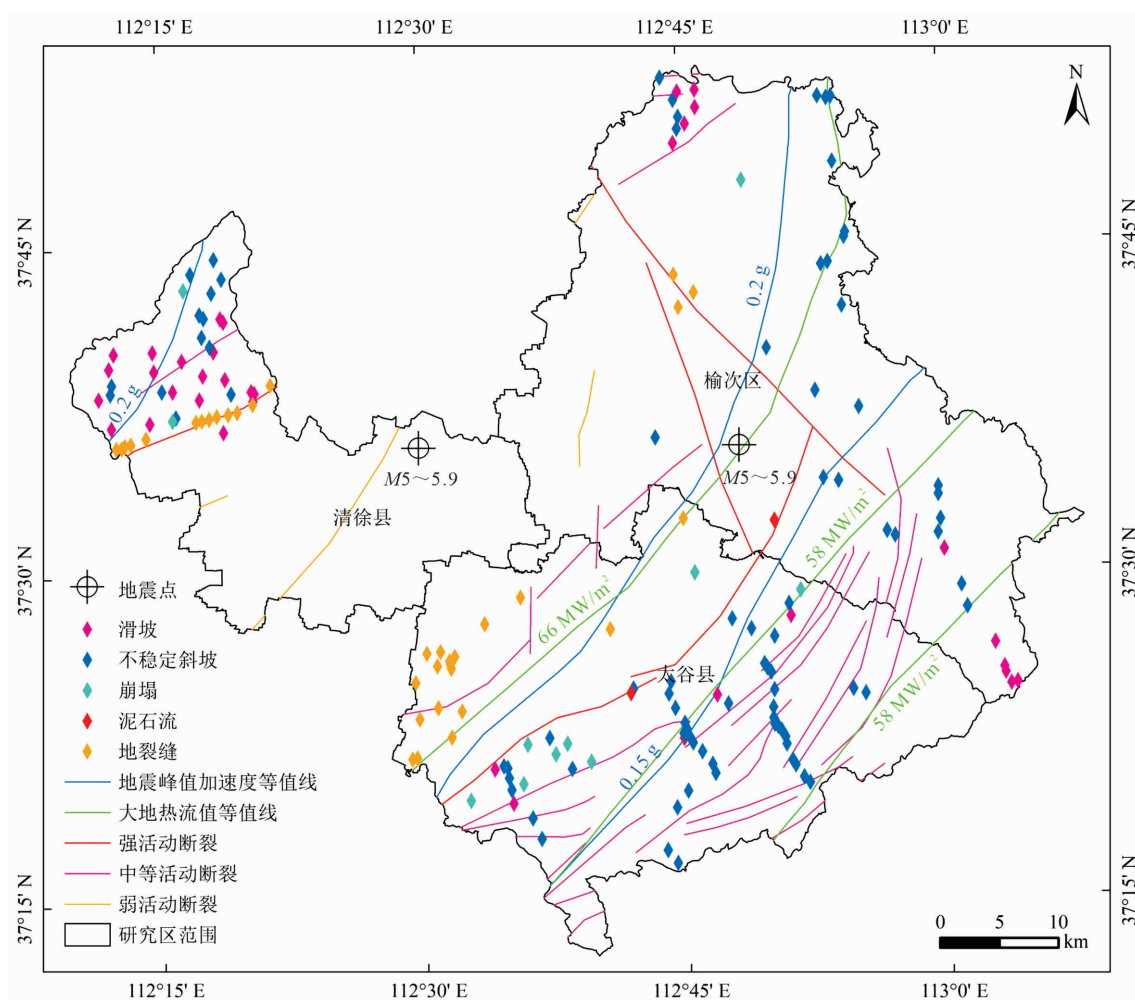 112°15′ E
112°30′ E
112°45′ E
113°0′ E
N
37°45′ N
37°45′ N
0.2 g
0.2 g
榆次区
M5～5.9
M5～5.9
清徐县
58 MW/m²
37°30′ N
37°30′ N
66 MW/m²
太谷县
58 MW/m²
0.15 g
地震点
滑坡
不稳定斜坡
崩塌
泥石流
地裂缝
地震峰值加速度等值线
大地热流值等值线
强活动断裂
中等活动断裂
弱活动断裂
研究区范围
37°15′ N
37°15′ N
0 5 10
km
112°15′ E
112°30′ E
112°45′ E
113°0′ E